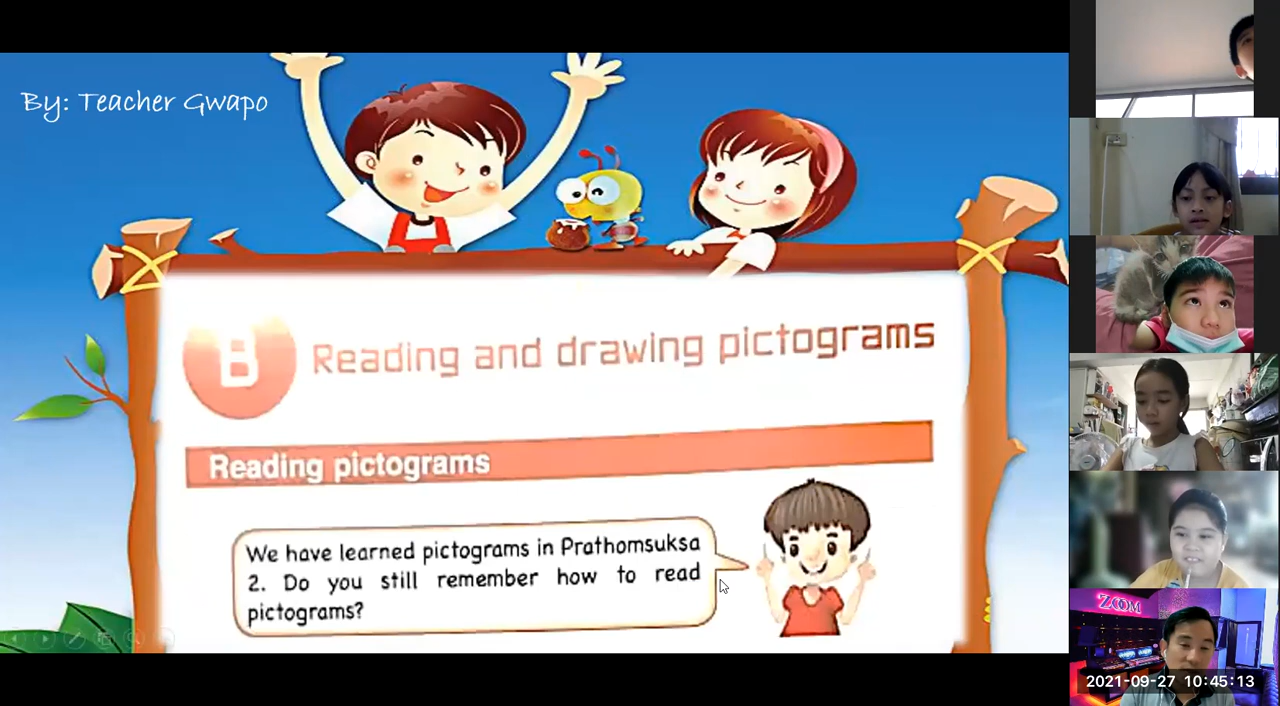 By: Teacher Gwapo
B Reading and drawing pictograms
Reading pictograms
We have learned pictograms in Prathomsuksa
2. Do you still remember how to read
pictograms?
ZOOM
2021-09-27 10:45:13